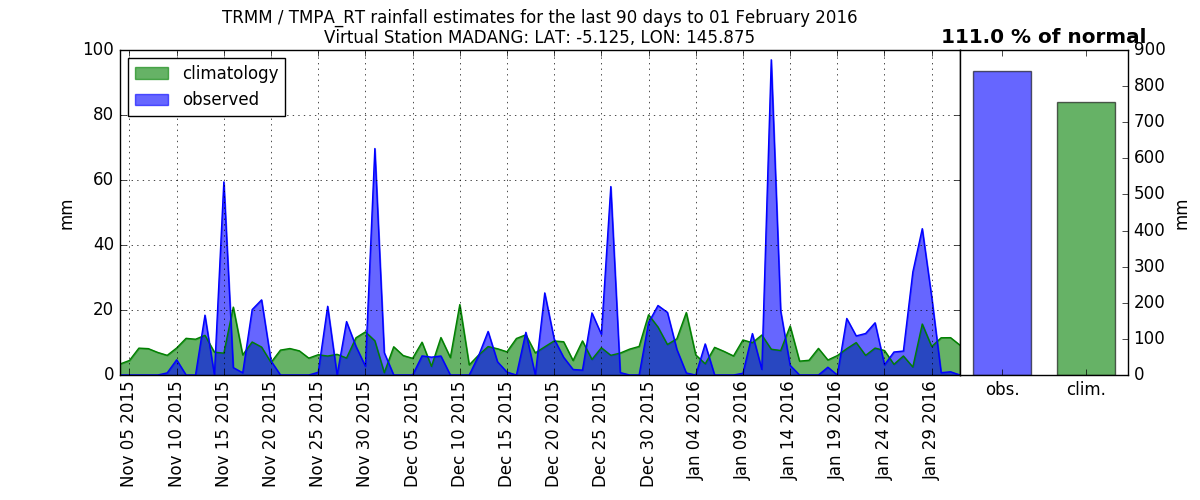 TRMM / TMPA_RT rainfall estimates for the last 90 days to 01 February 2016
Virtual Station MADANG: LAT: -5.125, LON: 145.875
111.0 % of normal
climatology
observed
mm
100
80
60
40
20
0
Nov 05 2015
Nov 10 2015
Nov 15 2015
Nov 20 2015
Nov 25 2015
Nov 30 2015
Dec 05 2015
Dec 10 2015
Dec 15 2015
Dec 20 2015
Dec 25 2015
Dec 30 2015
Jan 04 2016
Jan 09 2016
Jan 14 2016
Jan 19 2016
Jan 24 2016
Jan 29 2016
900
800
700
600
500
400
300
200
100
0
mm
obs.
clim.